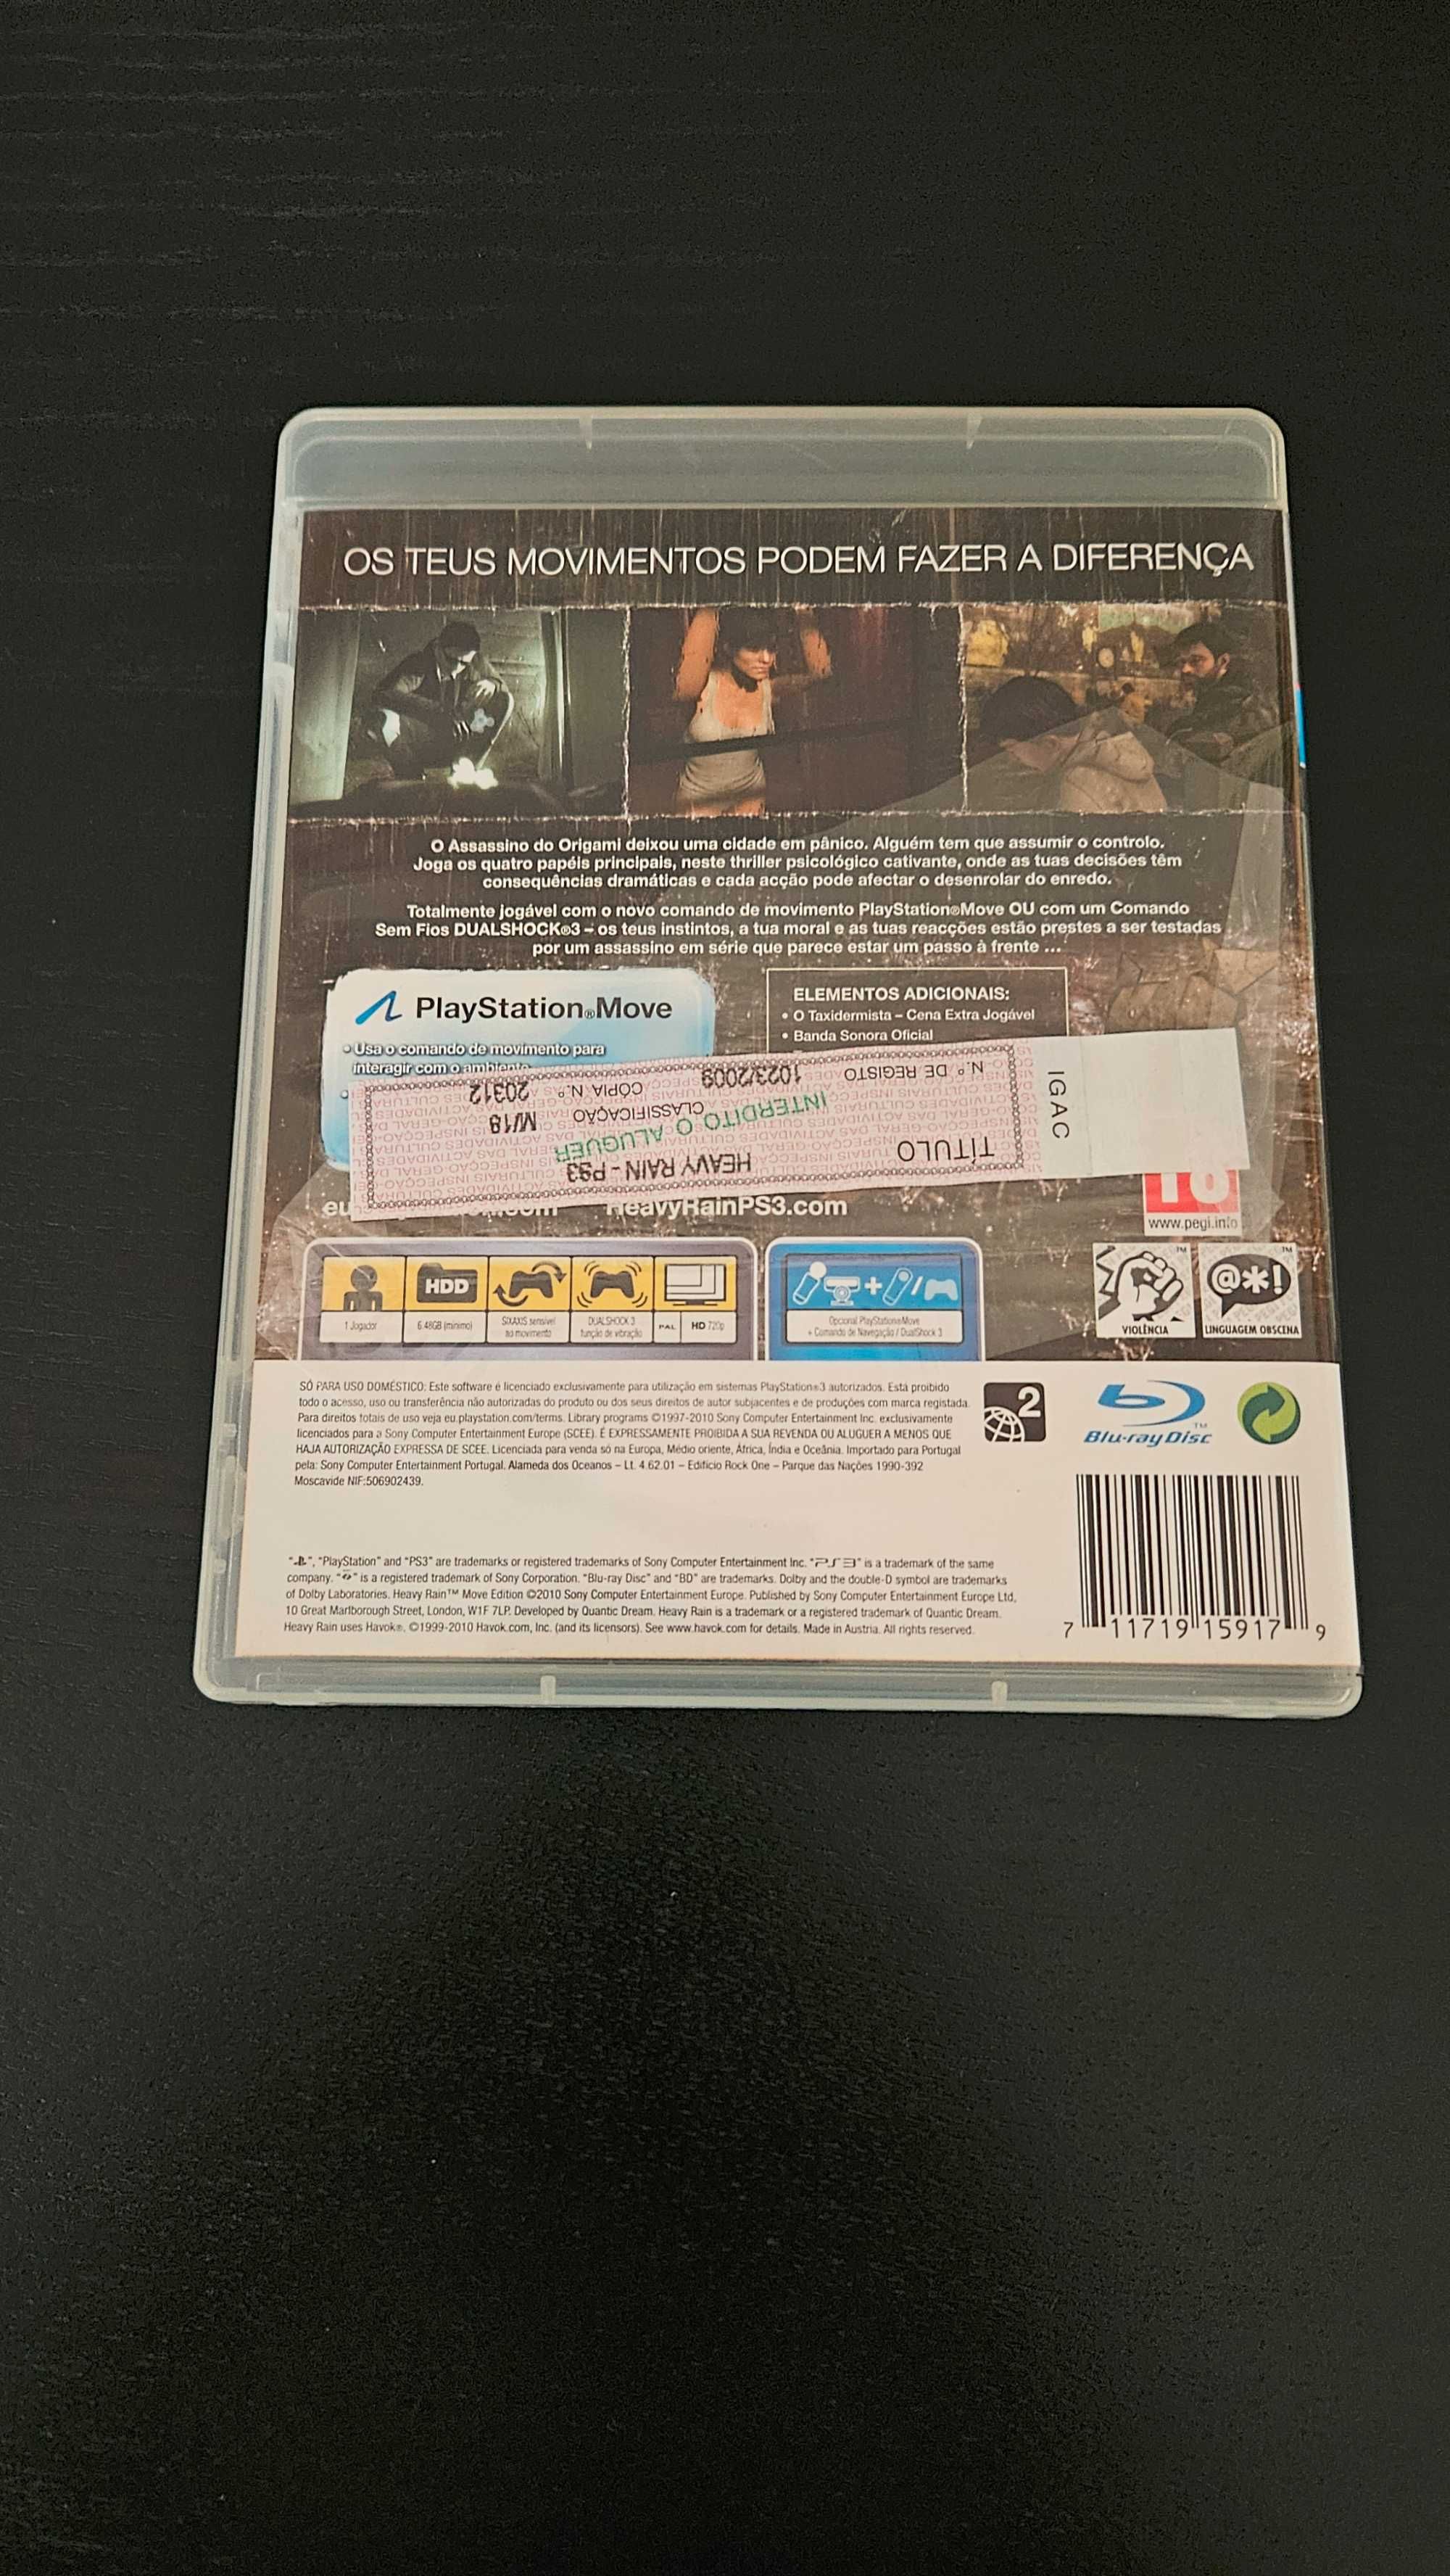 OS TEUS MOVIMENTOS PODEM FAZER A DIFERENÇA
O Assassino do Origami deixou uma cidade em pânico. Alguém tem que assumir o controlo.
Joga os quatro papéis principais, neste thriller psicológico cativante, onde as tuas decisões têm
consequências dramáticas e cada acção pode afectar o desenrolar do enredo.
Totalmente jogável com o novo comando de movimento PlayStation®Move OU com um Comando
Sem Fios DUALSHOCK®3 – os teus instintos, a tua moral e as tuas reacções estão prestes a ser testadas
por um assassino em série que parece estar um passo à frente ...
PlayStation®Move
• Usa o comando de movimento para
interagir com o ambiente
ELEMENTOS ADICIONAIS:
• O Taxidermista – Cena Extra Jogável
• Banda Sonora Oficial
IGAC
TÍTULO HEAVY RAIN - PS3
INTERDITO O ALUGUER
CLASSIFICAÇÃO M/18
N.º DE REGISTO 1023/2009 CÓPIA N.º 20312
HeavyRainPS3.com
18
www.pegi.info
HDD
1 Jogador
6.48GB (mínimo)
SIXAXIS sensível
ao movimento
DUALSHOCK 3
função de vibração
PAL
HD 720p
Opcional PlayStation®Move
+ Comando de Navegação / DualShock 3
@*!
VIOLÊNCIA
LINGUAGEM OBSCENA
SÓ PARA USO DOMÉSTICO: Este software é licenciado exclusivamente para utilização em sistemas PlayStation®3 autorizados. Está proibido
todo o acesso, uso ou transferência não autorizados do produto ou dos seus direitos de autor subjacentes e de produções com marca registada.
Para direitos totais de uso veja eu.playstation.com/terms. Library programs ©1997-2010 Sony Computer Entertainment Inc. exclusivamente
licenciados para a Sony Computer Entertainment Europe (SCEE). É EXPRESSAMENTE PROIBIDA A SUA REVENDA OU ALUGUER A MENOS QUE
HAJA AUTORIZAÇÃO EXPRESSA DE SCEE. Licenciada para venda só na Europa, Médio oriente, África, Índia e Oceânia. Importado para Portugal
pela: Sony Computer Entertainment Portugal. Alameda dos Oceanos – Lt. 4.62.01 – Edifício Rock One – Parque das Nações 1990-392
Moscavide NIF:506902439.
2
Blu-ray Disc™
"PlayStation" and "PS3" are trademarks or registered trademarks of Sony Computer Entertainment Inc. "PS3" is a trademark of the same
company. " " is a registered trademark of Sony Corporation. "Blu-ray Disc" and "BD" are trademarks. Dolby and the double-D symbol are trademarks
of Dolby Laboratories. Heavy Rain™ Move Edition ©2010 Sony Computer Entertainment Europe. Published by Sony Computer Entertainment Europe Ltd,
10 Great Marlborough Street, London, W1F 7LP. Developed by Quantic Dream. Heavy Rain is a trademark or a registered trademark of Quantic Dream.
Heavy Rain uses Havok®. ©1999-2010 Havok.com, Inc. (and its licensors). See www.havok.com for details. Made in Austria. All rights reserved.
7 11719 15917 9